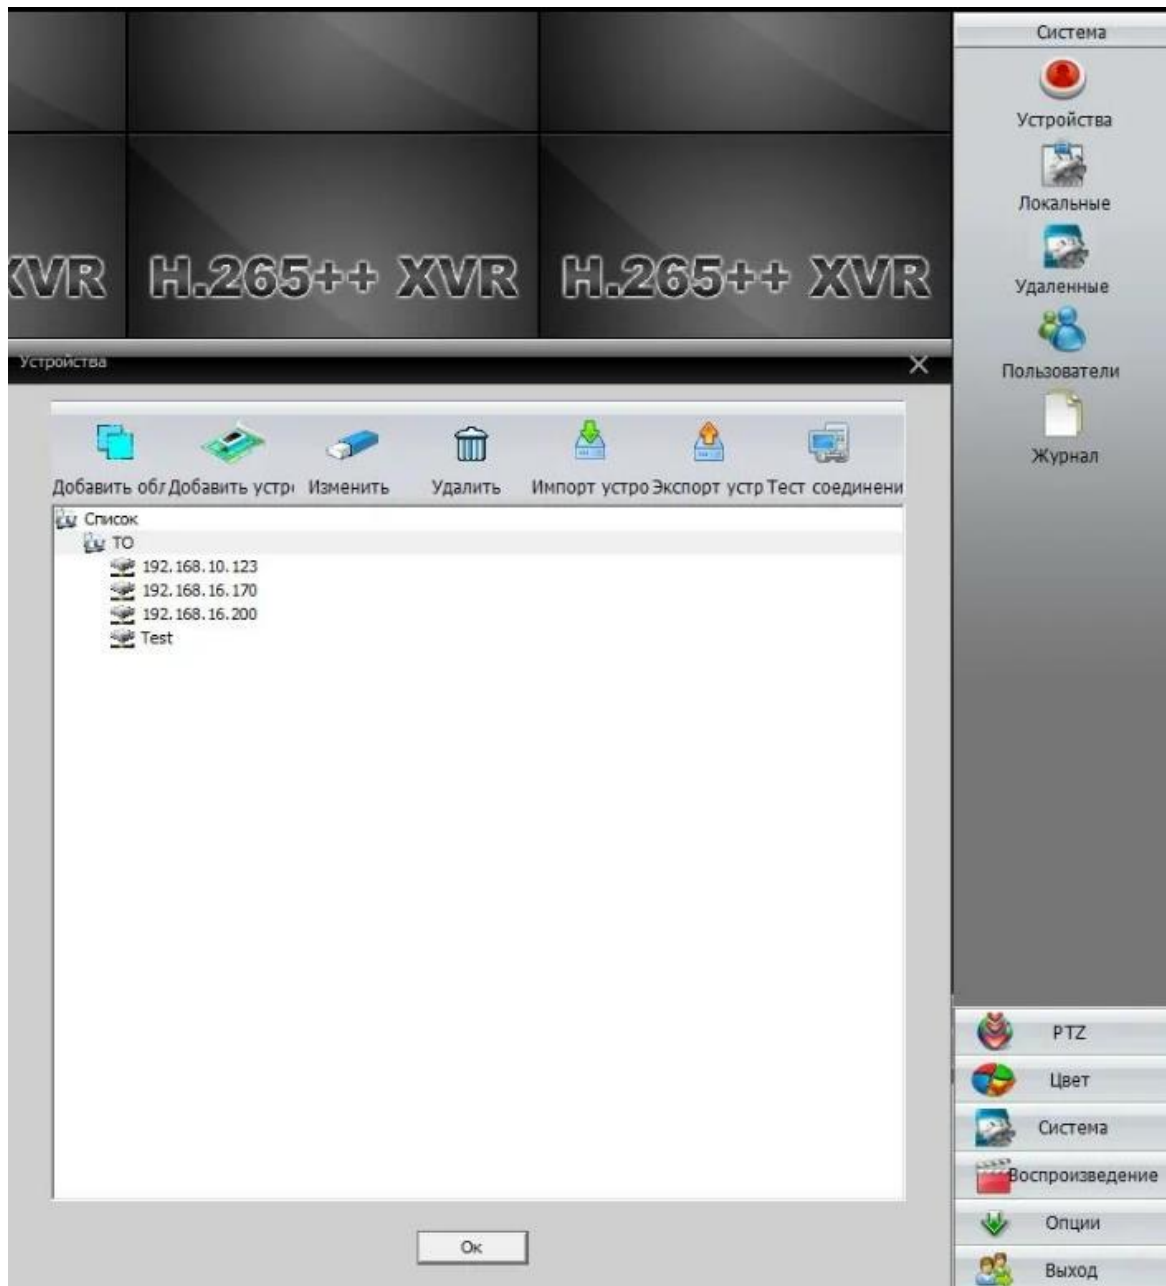 Система
Устройства
Локальные
Удаленные
Пользователи
Журнал
XVR H.265++ XVR H.265++ XVR
Устройства
Добавить обл Добавить устр Изменить Удалить Импорт устро Экспорт устр Тест соединени
Список
ТО
192.168.10.123
192.168.16.170
192.168.16.200
Test
Ок
PTZ
Цвет
Система
Воспроизведение
Опции
Выход